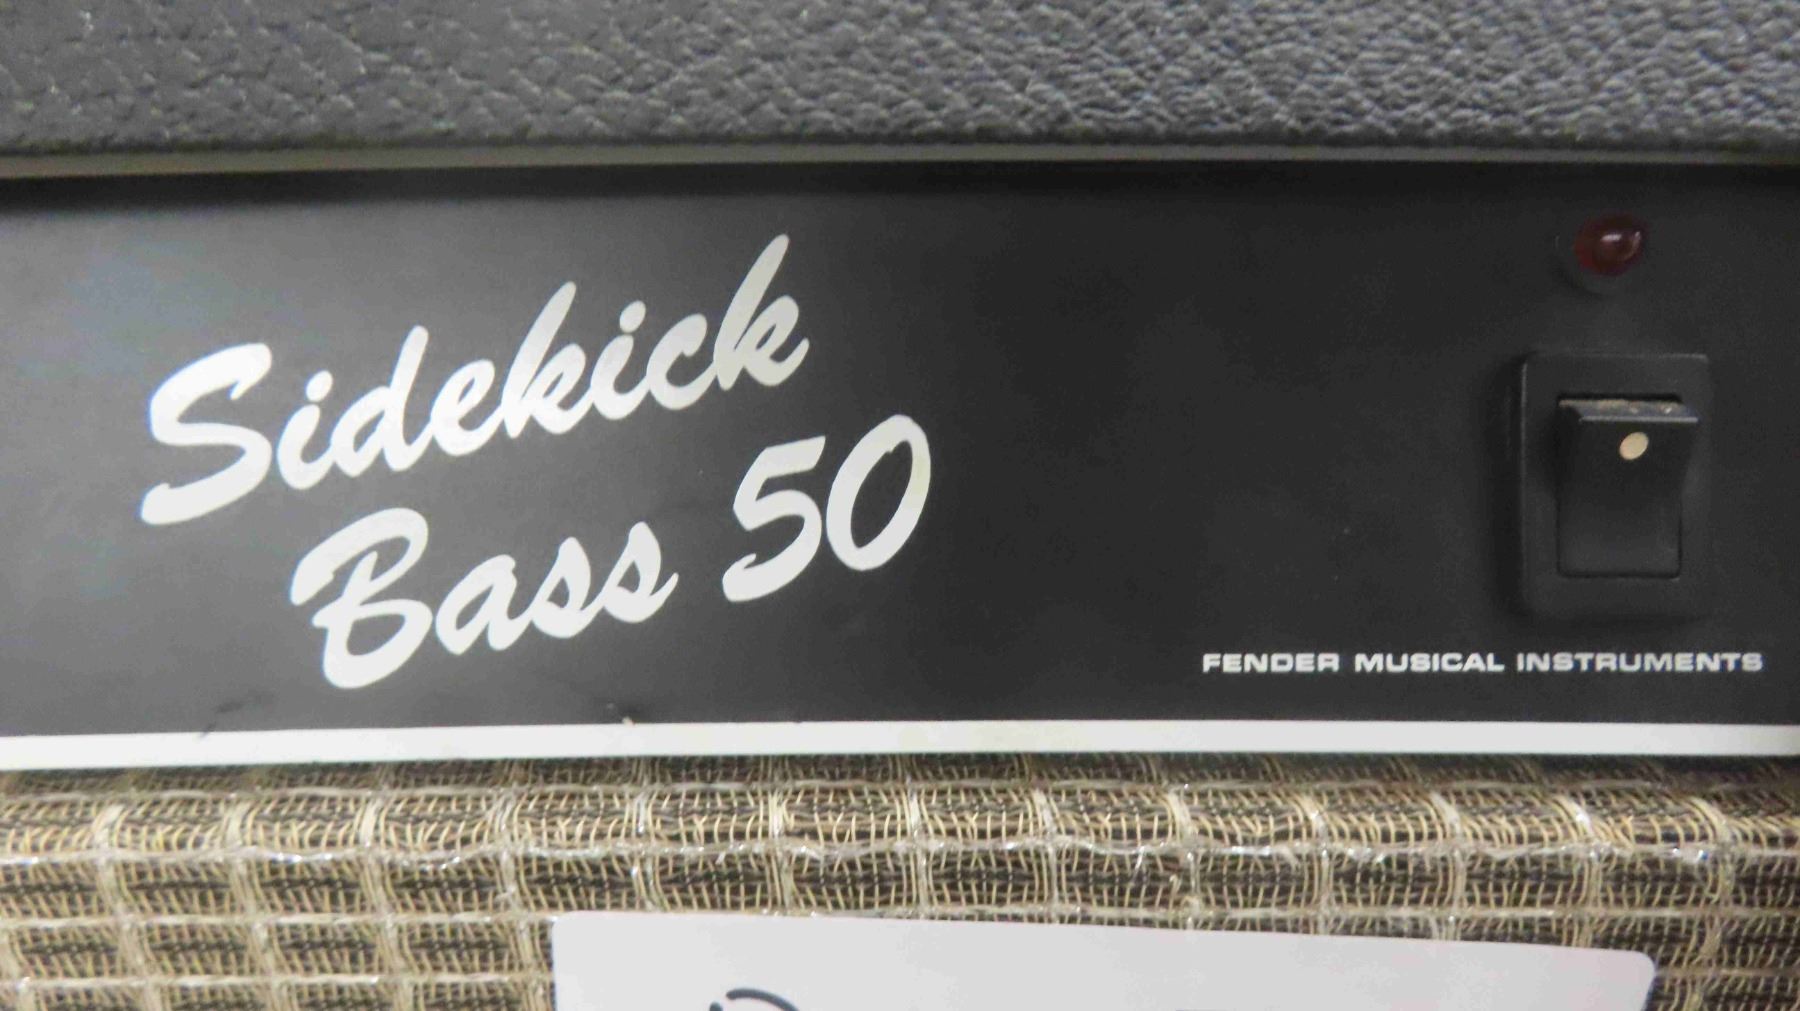 Sidekick
Bass 50
FENDER MUSICAL INSTRUMENTS